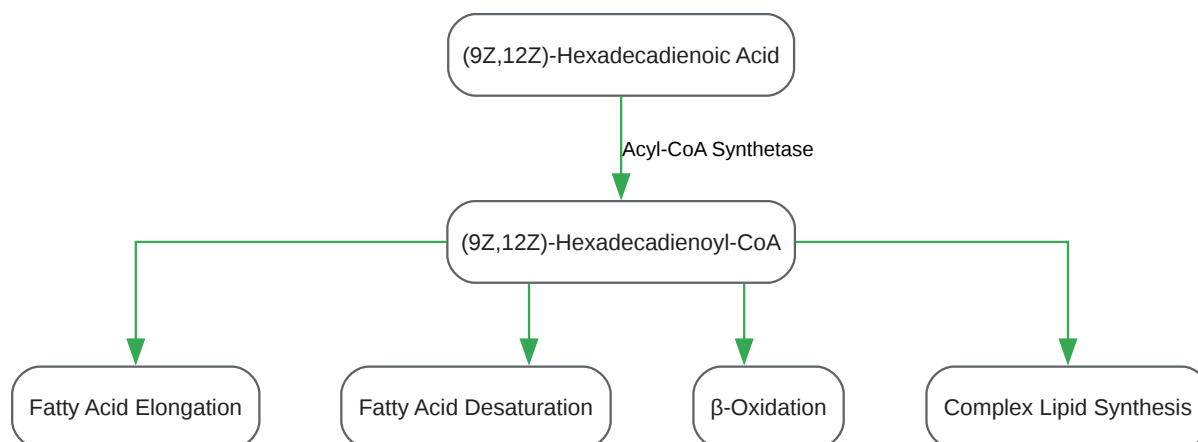 (9Z,12Z)-Hexadecadienoic Acid
Acyl-CoA Synthetase
(9Z,12Z)-Hexadecadienoyl-CoA
Fatty Acid Elongation
Fatty Acid Desaturation
β-Oxidation
Complex Lipid Synthesis